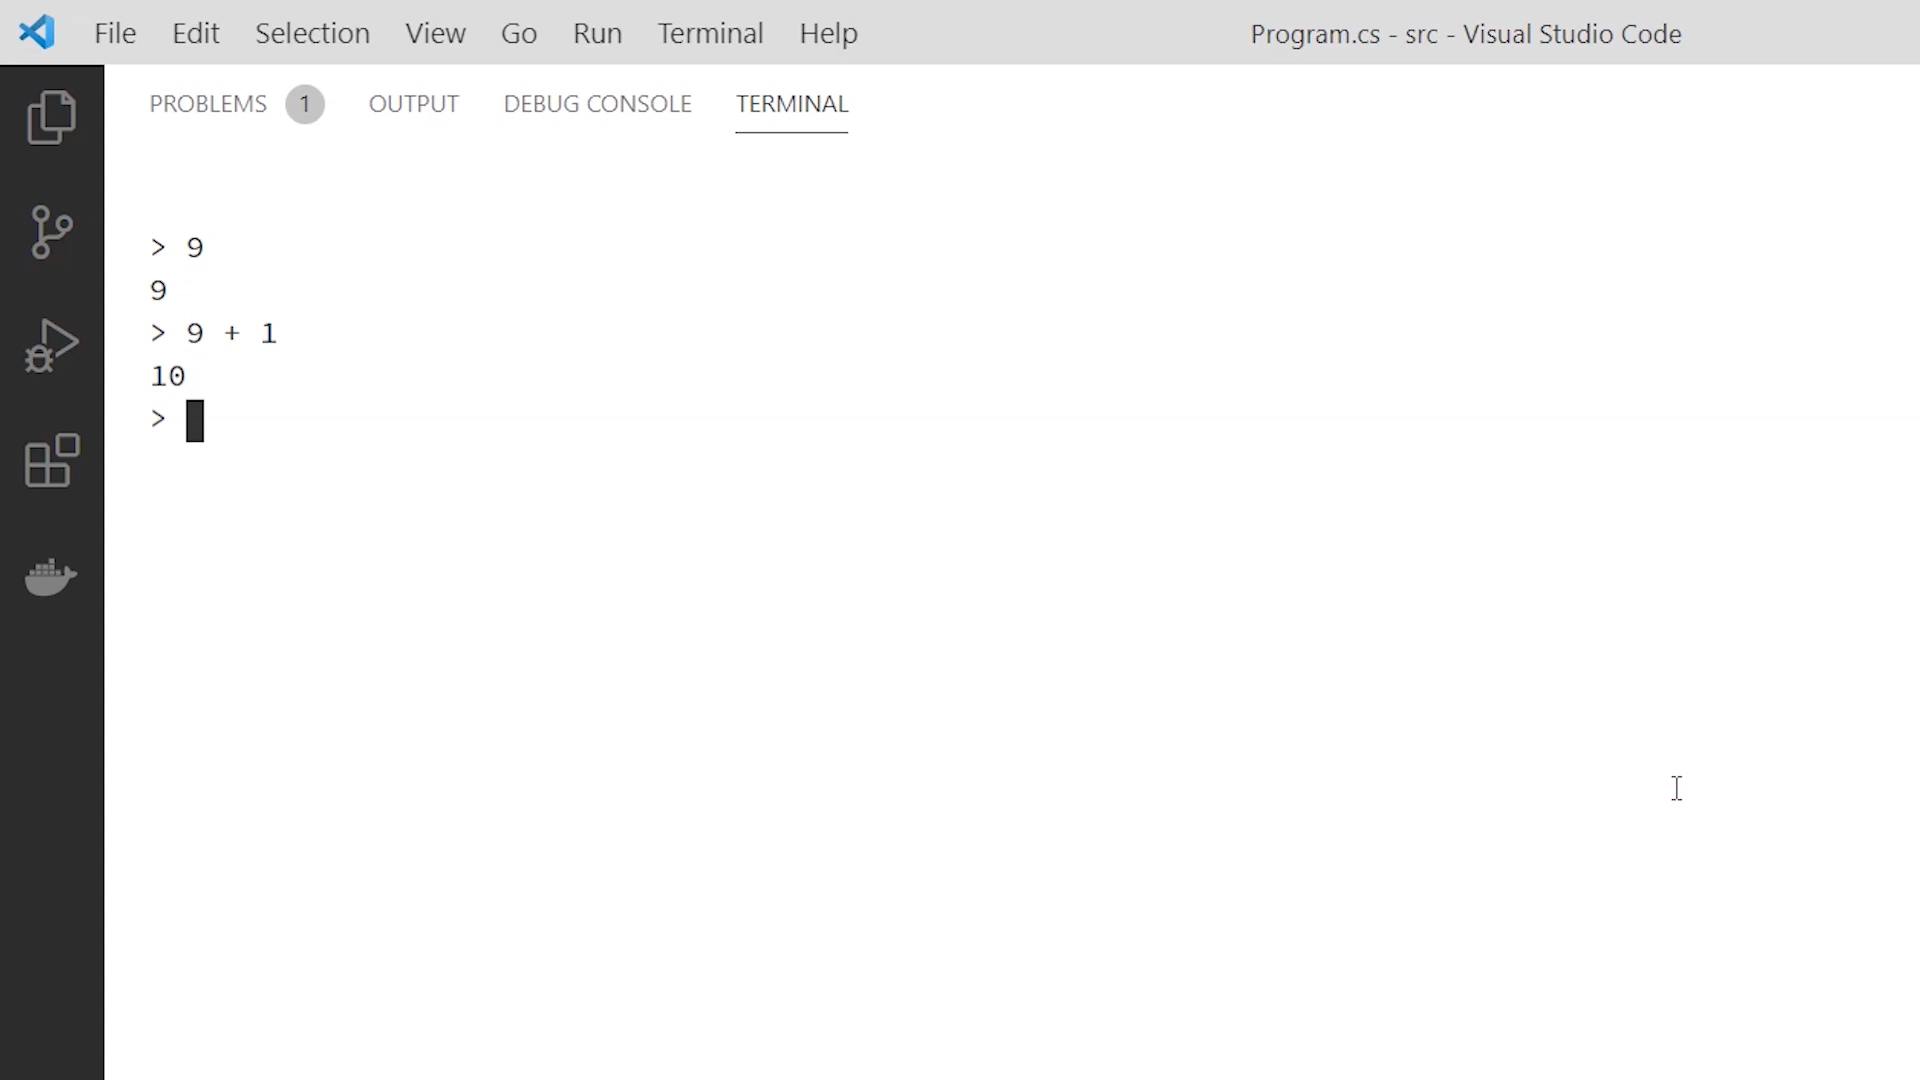 File Edit Selection View Go Run Terminal Help Program.cs - src - Visual Studio Code
PROBLEMS 1 OUTPUT DEBUG CONSOLE TERMINAL
> 9
9
> 9 + 1
10
>